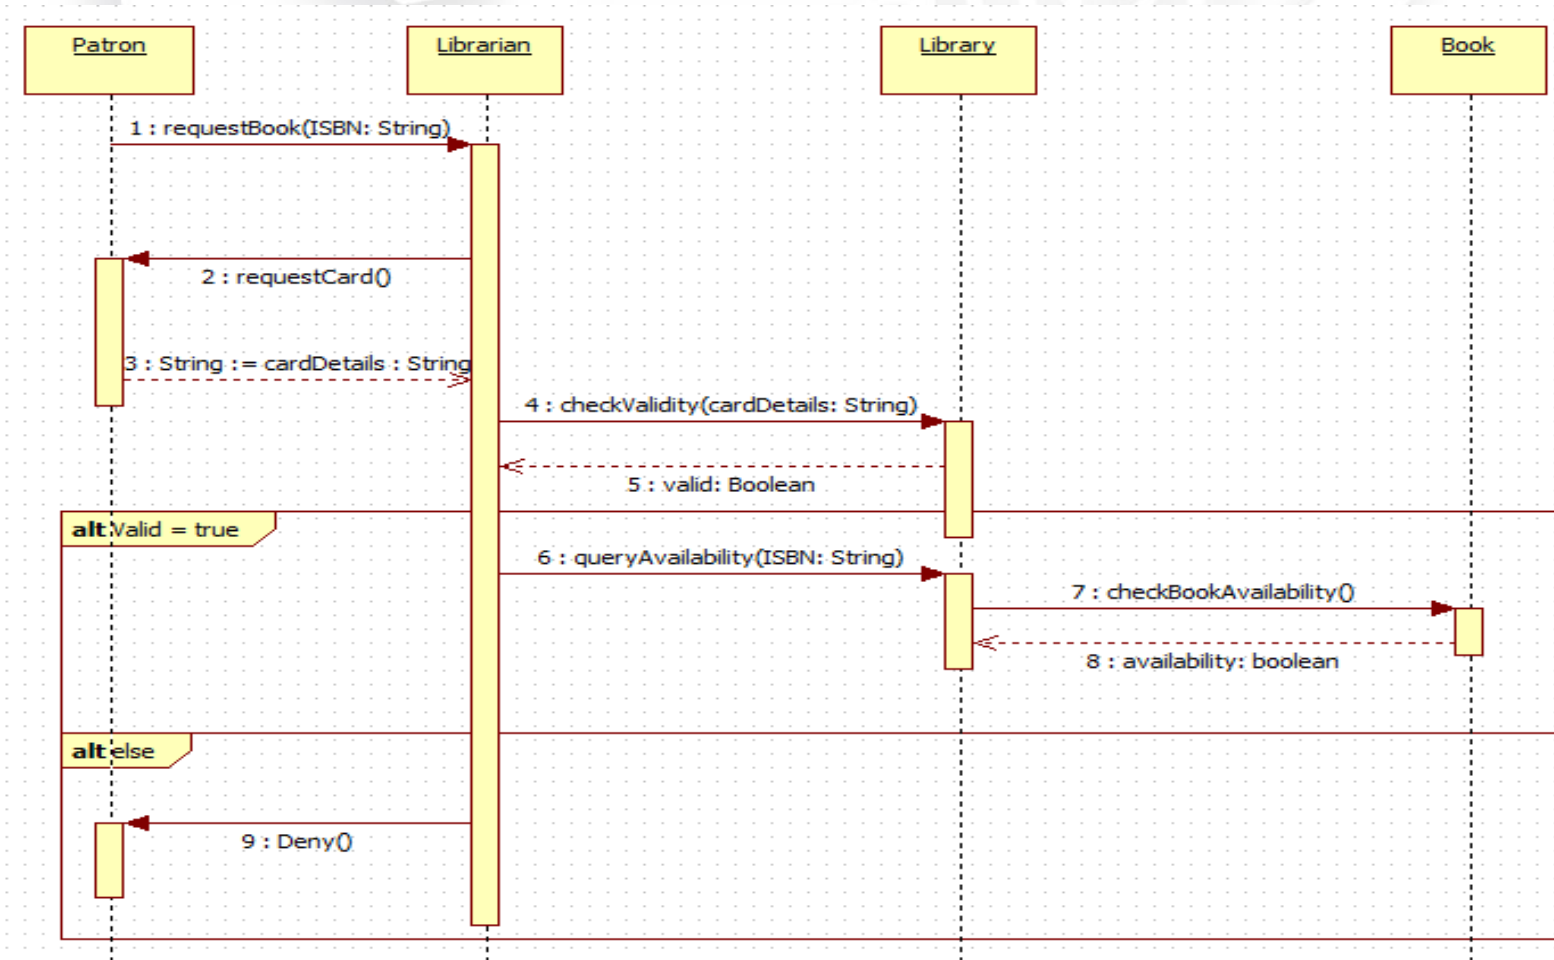 Patron
Librarian
Library
Book
1 : requestBook(ISBN: String)
2 : requestCard()
3 : String := cardDetails : String
4 : checkValidity(cardDetails: String)
5 : valid: Boolean
alt Valid = true
6 : queryAvailability(ISBN: String)
7 : checkBookAvailability()
8 : availability: boolean
alt else
9 : Deny()